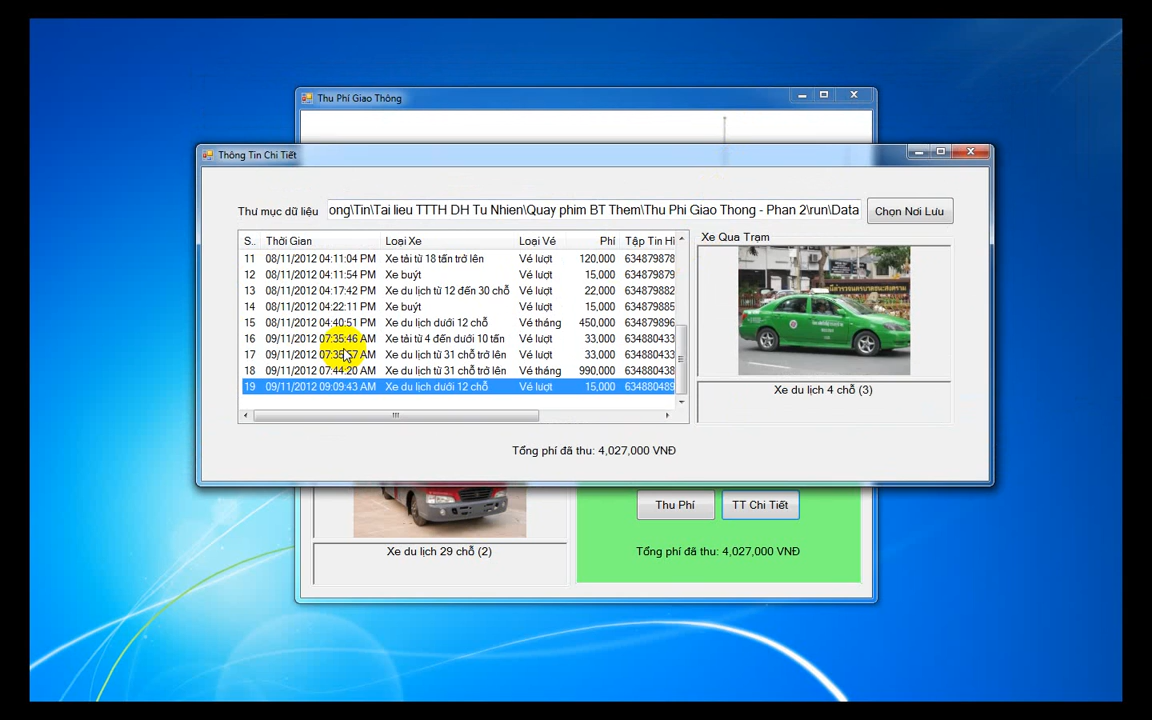 Thu Phí Giao Thông
Thông Tin Chi Tiết
Thư mục dữ liệu ong\Tin\Tai lieu TTTH DH Tu Nhien\Quay phim BT Them\Thu Phi Giao Thong - Phan 2\run\Data Chọn Nơi Lưu
S.. Thời Gian Loại Xe Loại Vé Phí Tập Tin Hì
11 08/11/2012 04:11:04 PM Xe tải từ 18 tấn trở lên Vé lượt 120,000 634879878
12 08/11/2012 04:11:54 PM Xe buýt Vé lượt 15,000 634879879
13 08/11/2012 04:17:42 PM Xe du lịch từ 12 đến 30 chỗ Vé lượt 22,000 634879882
14 08/11/2012 04:22:11 PM Xe buýt Vé lượt 15,000 634879885
15 08/11/2012 04:40:51 PM Xe du lịch dưới 12 chỗ Vé tháng 450,000 634879896
16 09/11/2012 07:35:46 AM Xe tải từ 4 đến dưới 10 tấn Vé lượt 33,000 634880433
17 09/11/2012 AM Xe du lịch từ 31 chỗ trở lên Vé lượt 33,000 634880433
18 09/11/2012 07:44:20 AM Xe du lịch từ 31 chỗ trở lên Vé tháng 990,000 634880438
19 09/11/2012 09:09:43 AM Xe du lịch dưới 12 chỗ Vé lượt 15,000 634880489
Xe Qua Trạm
Xe du lịch 4 chỗ (3)
Tổng phí đã thu: 4,027,000 VNĐ
Thu Phí TT Chi Tiết
Xe du lịch 29 chỗ (2)
Tổng phí đã thu: 4,027,000 VNĐ